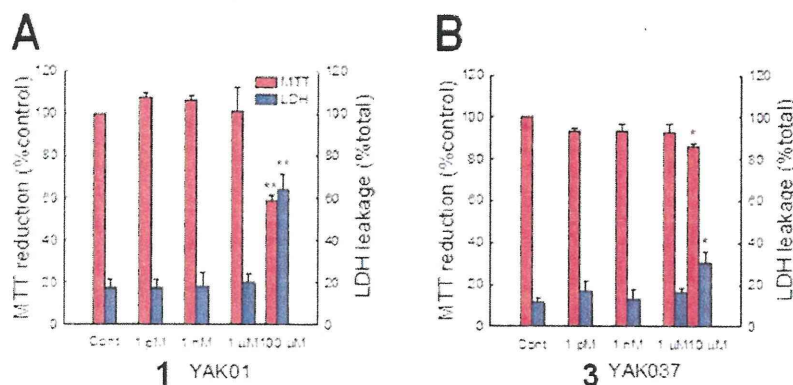 A
B
120
100
80
60
40
20
0
MTT reduction (%control)
MTT
LDH
**
**
120
100
80
60
40
20
0
LDH leakage (%total)
Cont 1 pM 1 nM 1 µM 100 µM
1 YAK01
120
100
80
60
40
20
0
MTT reduction (%control)
*
*
120
100
80
60
40
20
0
LDH leakage (%total)
Cont 1 pM 1 nM 1 µM 10 µM
3 YAK037